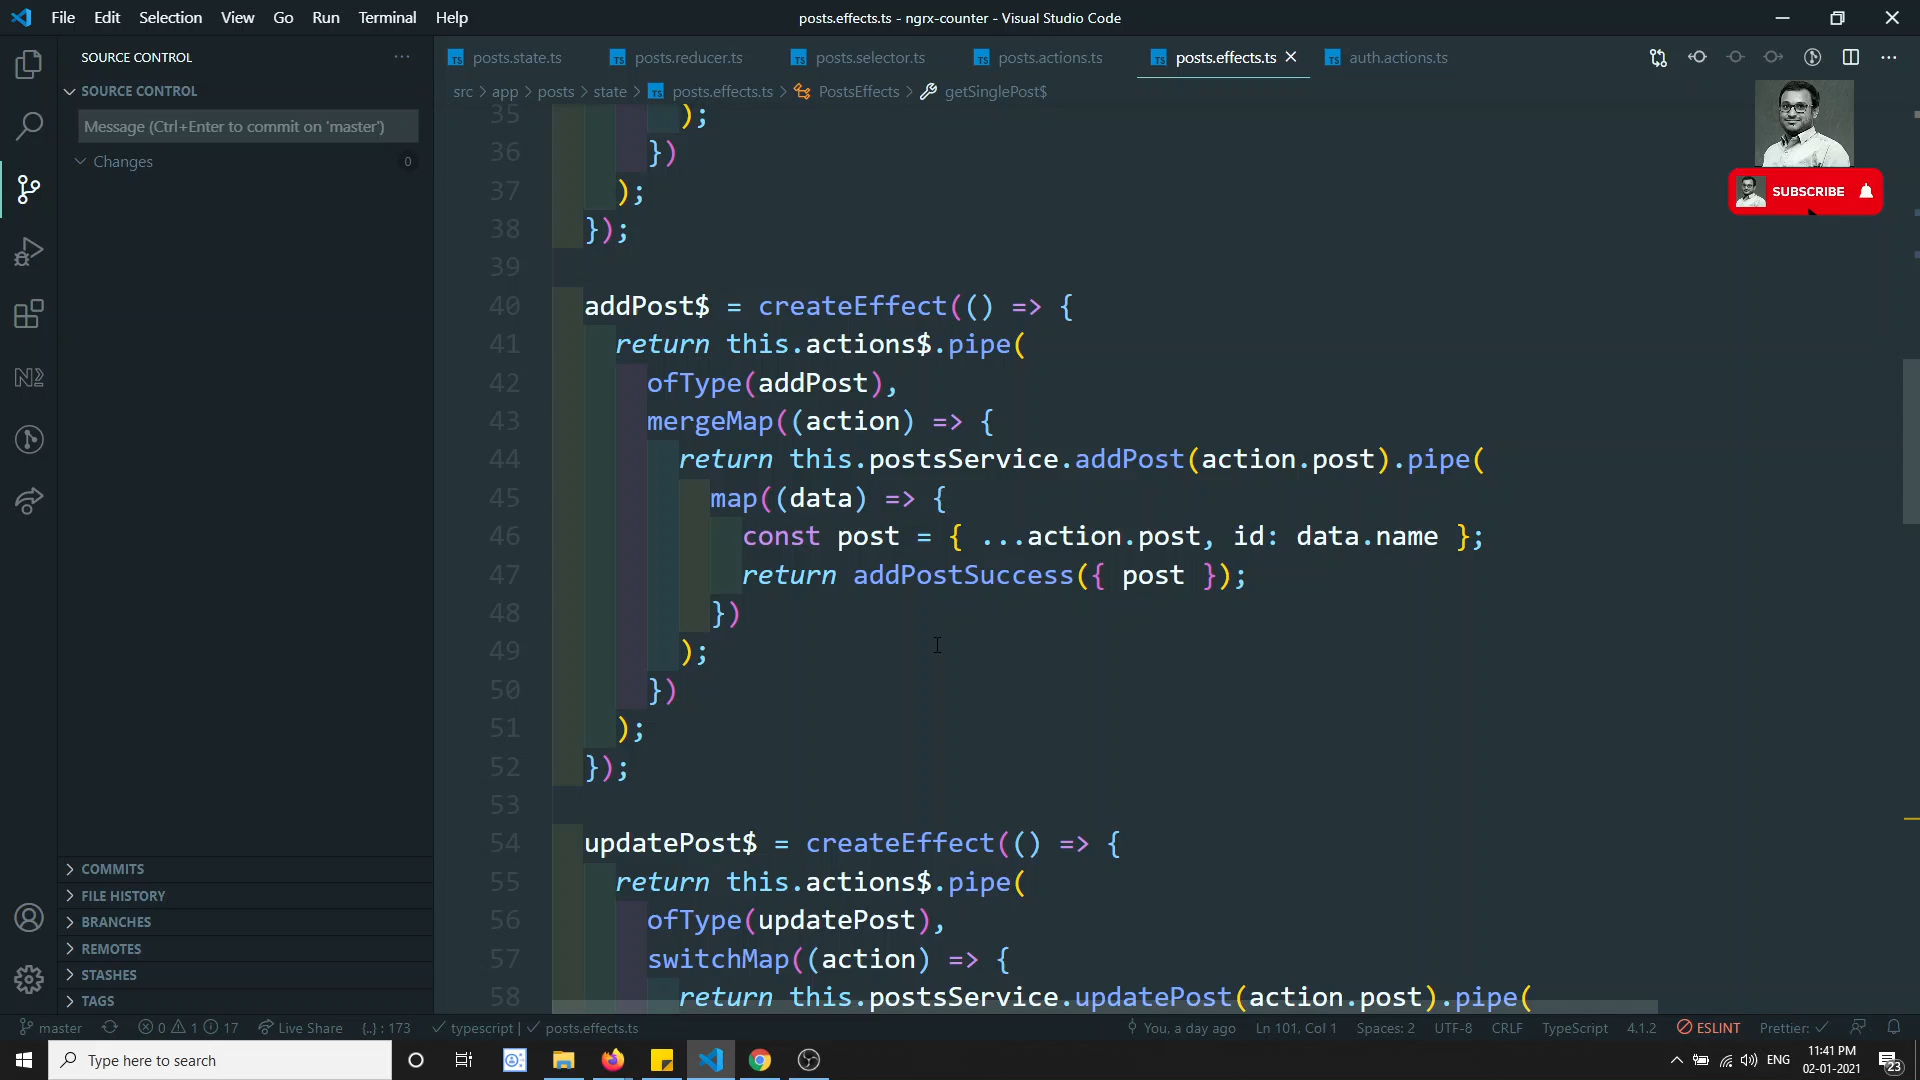 File Edit Selection View Go Run Terminal Help
posts.effects.ts - ngrx-counter - Visual Studio Code
SOURCE CONTROL
posts.state.ts posts.reducer.ts posts.selector.ts posts.actions.ts posts.effects.ts auth.actions.ts
SOURCE CONTROL
src > app > posts > state > posts.effects.ts > PostsEffects > getSinglePost$
Message (Ctrl+Enter to commit on 'master')
Changes 0
SUBSCRIBE
35 );
36 })
37 );
38 });
39
40 addPost$ = createEffect(() => {
41 return this.actions$.pipe(
42 ofType(addPost),
43 mergeMap((action) => {
44 return this.postsService.addPost(action.post).pipe(
45 map((data) => {
46 const post = { ...action.post, id: data.name };
47 return addPostSuccess({ post });
48 })
49 );
50 })
51 );
52 });
53
54 updatePost$ = createEffect(() => {
55 return this.actions$.pipe(
56 ofType(updatePost),
57 switchMap((action) => {
58 return this.postsService.updatePost(action.post).pipe(
COMMITS
FILE HISTORY
BRANCHES
REMOTES
STASHES
TAGS
master 0 1 17 Live Share {..} : 173 typescript | posts.effects.ts You, a day ago Ln 101, Col 1 Spaces: 2 UTF-8 CRLF TypeScript 4.1.2 ESLINT Prettier: ✓
Type here to search
ENG
11:41 PM
02-01-2021
23